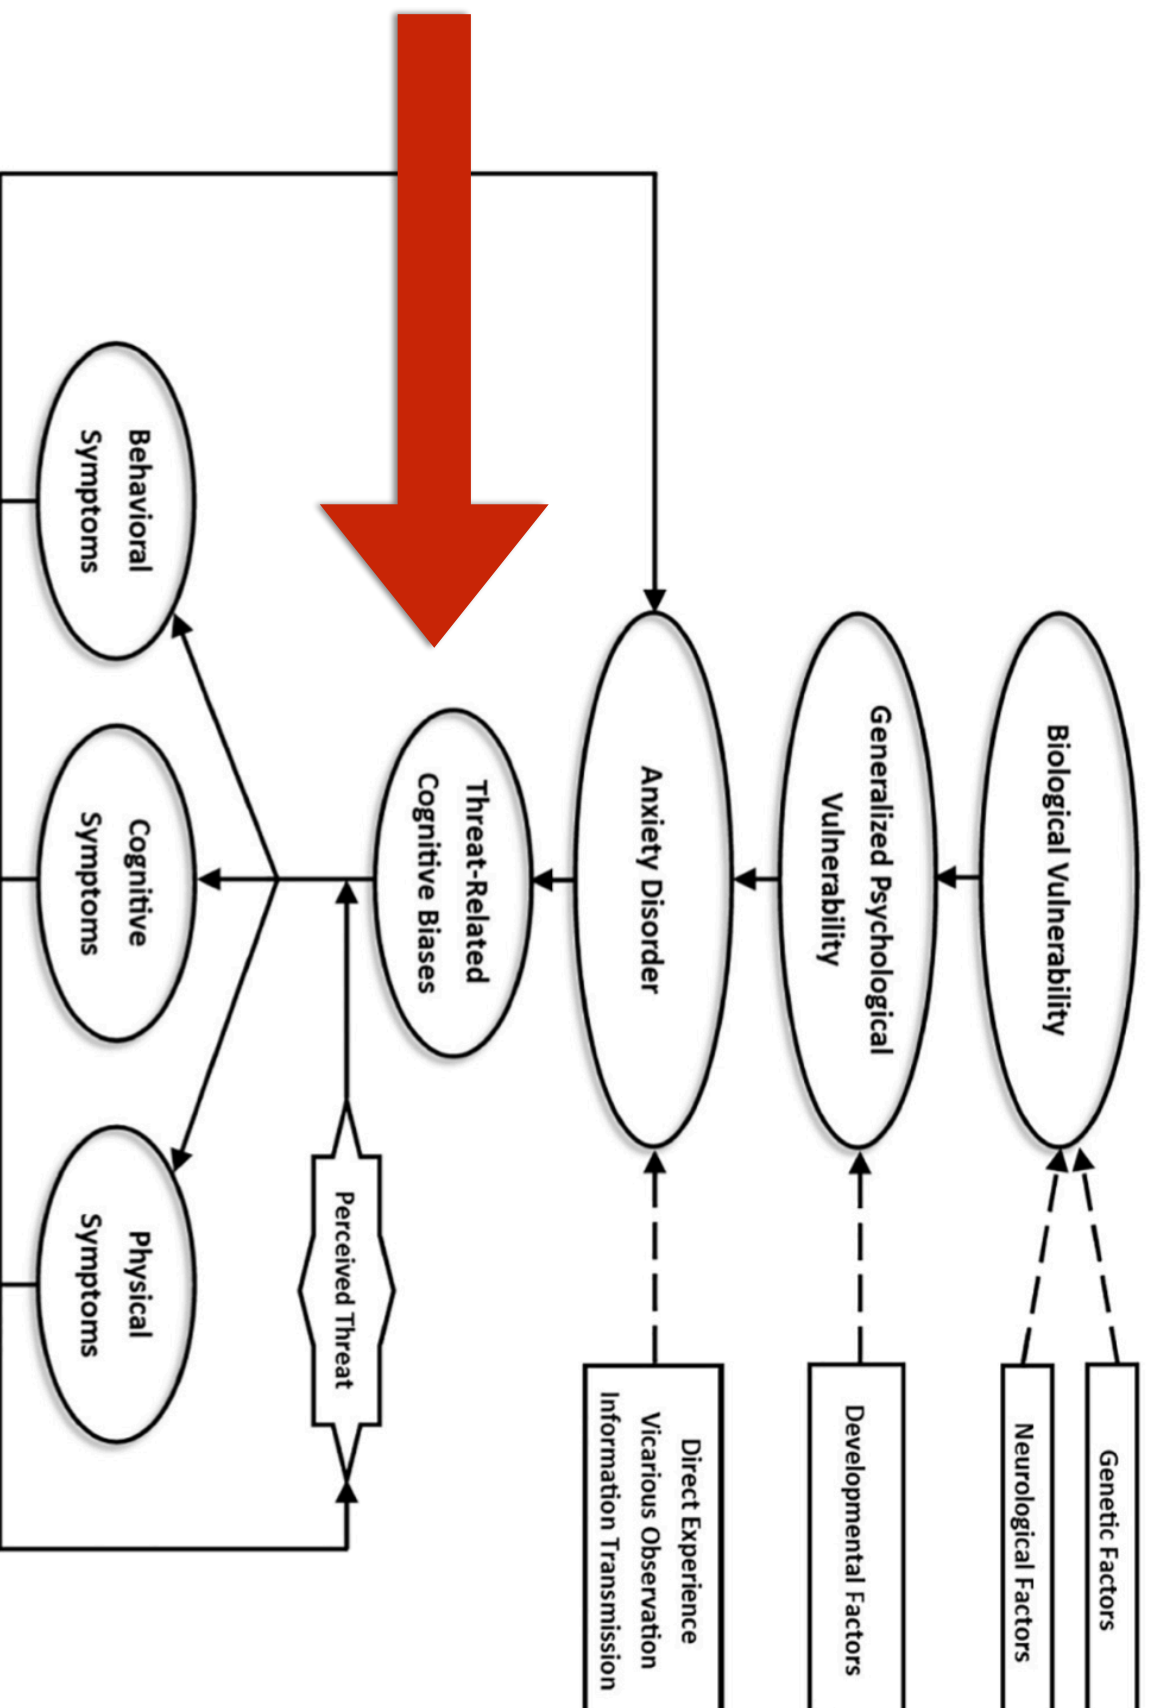 Genetic Factors
Neurological Factors
Biological Vulnerability
Developmental Factors
Generalized Psychological
Vulnerability
Direct Experience
Vicarious Observation
Information Transmission
Anxiety Disorder
Threat-Related
Cognitive Biases
Perceived Threat
Behavioral
Symptoms
Cognitive
Symptoms
Physical
Symptoms